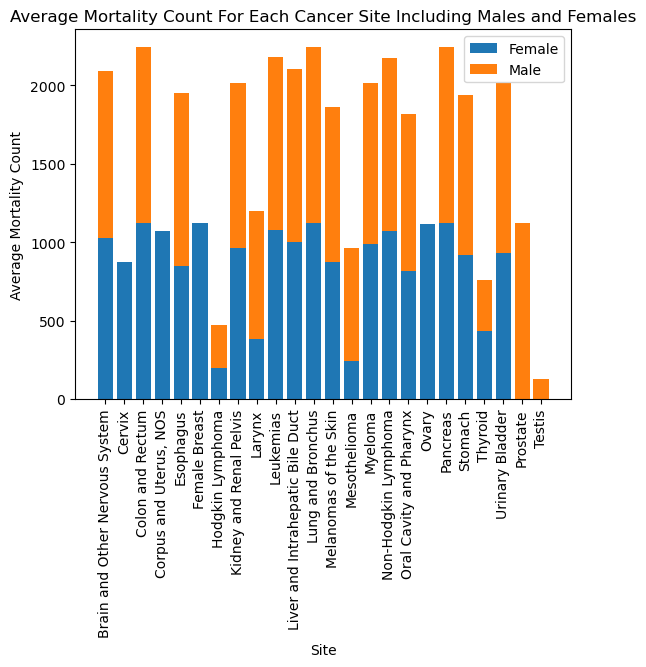 Average Mortality Count For Each Cancer Site Including Males and Females
Female
Male
Average Mortality Count
2000
1500
1000
500
0
Brain and Other Nervous System
Cervix
Colon and Rectum
Corpus and Uterus, NOS
Esophagus
Female Breast
Hodgkin Lymphoma
Kidney and Renal Pelvis
Larynx
Leukemias
Liver and Intrahepatic Bile Duct
Lung and Bronchus
Melanomas of the Skin
Mesothelioma
Myeloma
Non-Hodgkin Lymphoma
Oral Cavity and Pharynx
Ovary
Pancreas
Stomach
Thyroid
Urinary Bladder
Prostate
Testis
Site